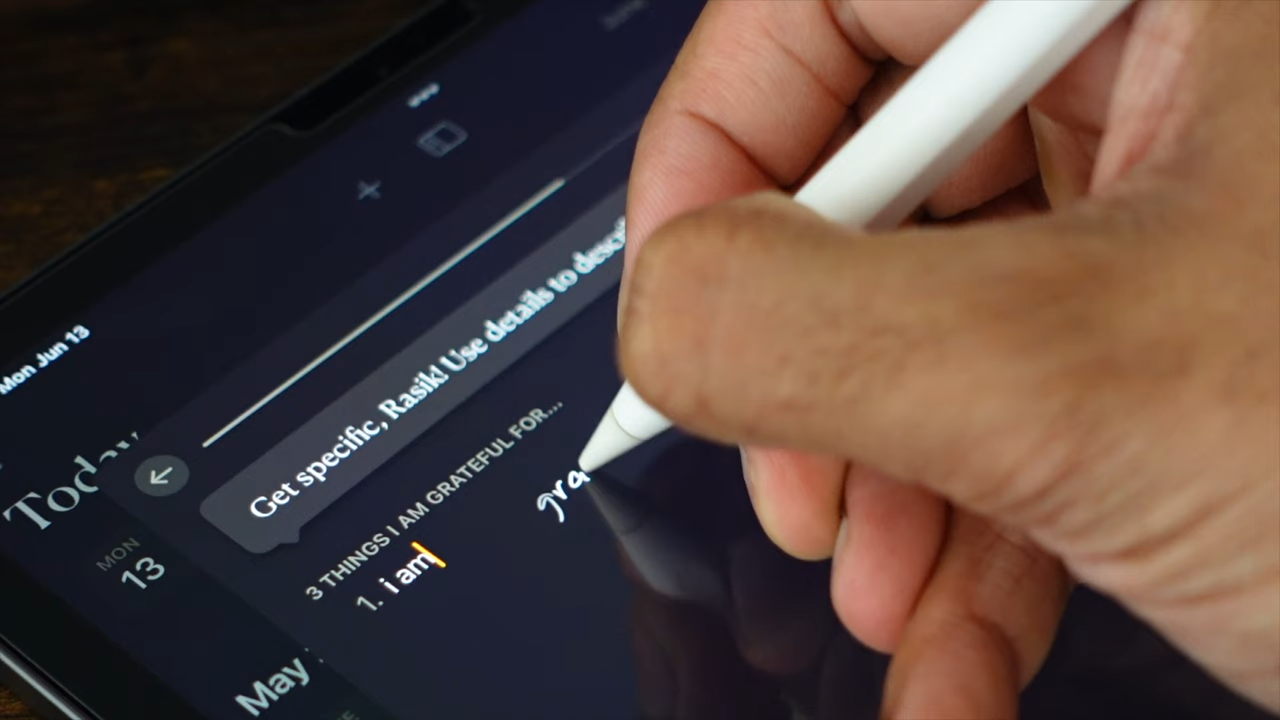 Mon Jun 13
Today
MON
13
May
Get specific, Rasik! Use details to
3 THINGS I AM GRATEFUL FOR...
1. i am
gra